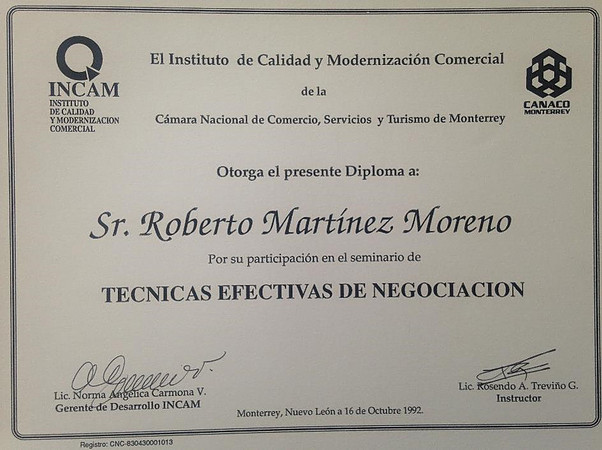 INCAM
INSTITUTO
DE CALIDAD
Y MODERNIZACION
COMERCIAL
El Instituto de Calidad y Modernización Comercial
de la
Cámara Nacional de Comercio, Servicios y Turismo de Monterrey
CANACO
MONTERREY
Otorga el presente Diploma a:
Sr. Roberto Martínez Moreno
Por su participación en el seminario de
TECNICAS EFECTIVAS DE NEGOCIACION
Lic. Norma Angélica Carmona V.
Gerente de Desarrollo INCAM
Lic. Rosendo A. Treviño G.
Instructor
Monterrey, Nuevo León a 16 de Octubre 1992.
Registro: CNC-830430001013